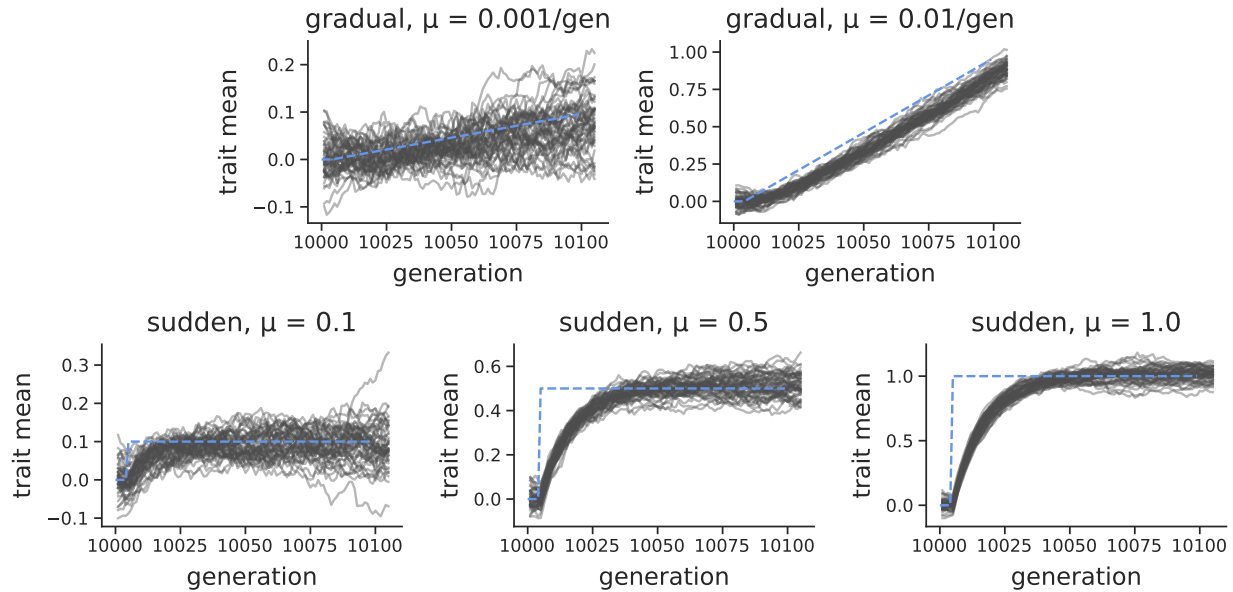 gradual, μ = 0.001/gen
gradual, μ = 0.01/gen
trait mean
0.2
0.1
0.0
−0.1
10000 10025 10050 10075 10100
generation
trait mean
1.00
0.75
0.50
0.25
0.00
10000 10025 10050 10075 10100
generation
sudden, μ = 0.1
sudden, μ = 0.5
sudden, μ = 1.0
trait mean
0.3
0.2
0.1
0.0
−0.1
10000 10025 10050 10075 10100
generation
trait mean
0.6
0.4
0.2
0.0
10000 10025 10050 10075 10100
generation
trait mean
1.0
0.5
0.0
10000 10025 10050 10075 10100
generation